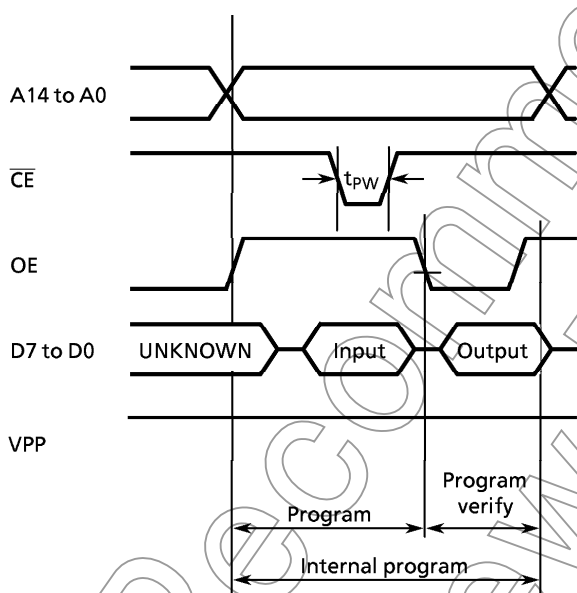 A14 to A0
CE
tPW
OE
D7 to D0
UNKNOWN
Input
Output
VPP
Program
Program
verify
Internal program